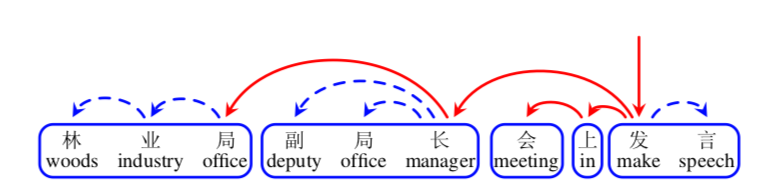 林 业 局 副 局 长 会 上 发 言
woods industry office deputy office manager meeting in make speech